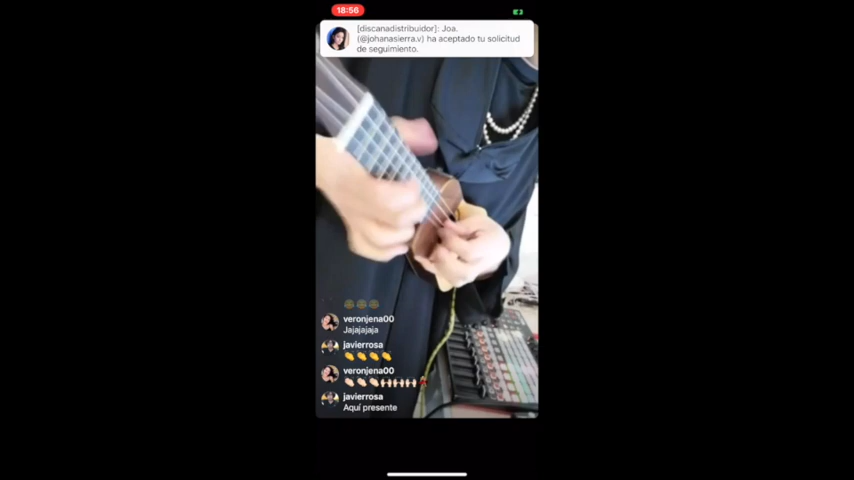 18:56
[discanadistribuidor]: Joa.
(@johanasierra.v) ha aceptado tu solicitud
de seguimiento.
veronjena00
Jajajajaja
javierrosa
👏👏👏👏
veronjena00
javierrosa
Aquí presente